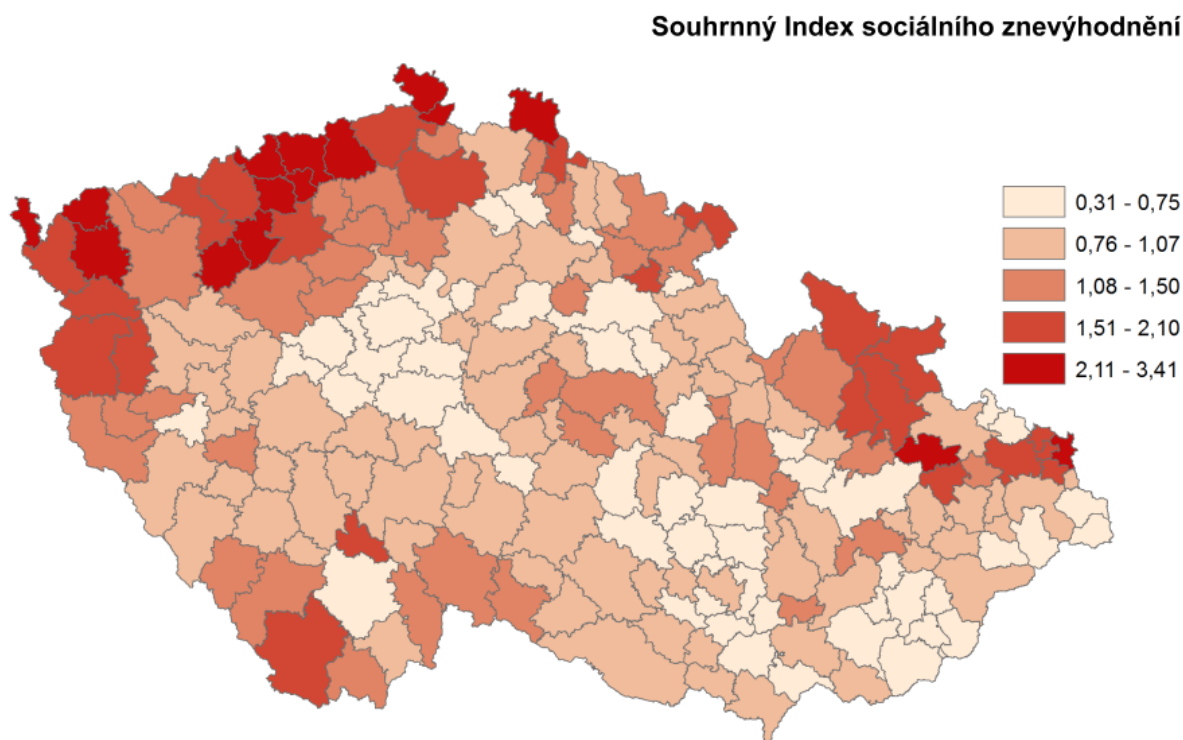 Souhrnný Index sociálního znevýhodnění
0,31 - 0,75
0,76 - 1,07
1,08 - 1,50
1,51 - 2,10
2,11 - 3,41